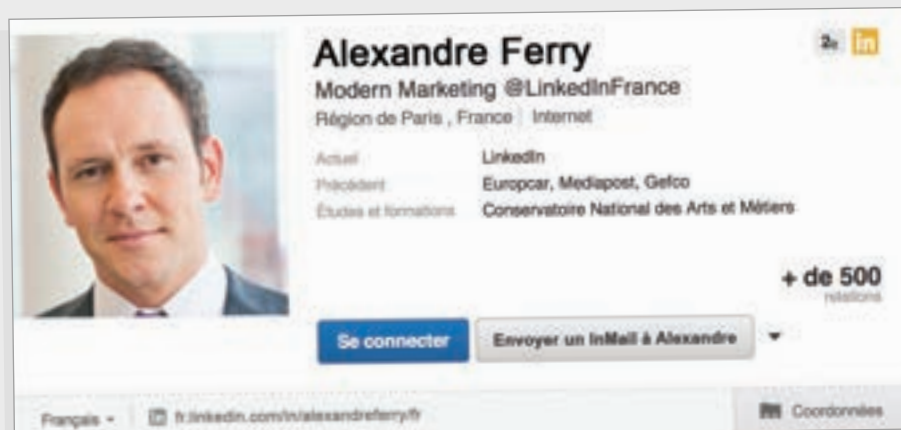 Alexandre Ferry
2e in
Modern Marketing @LinkedInFrance
Région de Paris , France Internet
Actuel LinkedIn
Précédent Europcar, Mediapost, Gefco
Études et formations Conservatoire National des Arts et Métiers
+ de 500
relations
Se connecter Envoyer un InMail à Alexandre
Français fr.linkedin.com/in/alexandreferry/fr Coordonnées